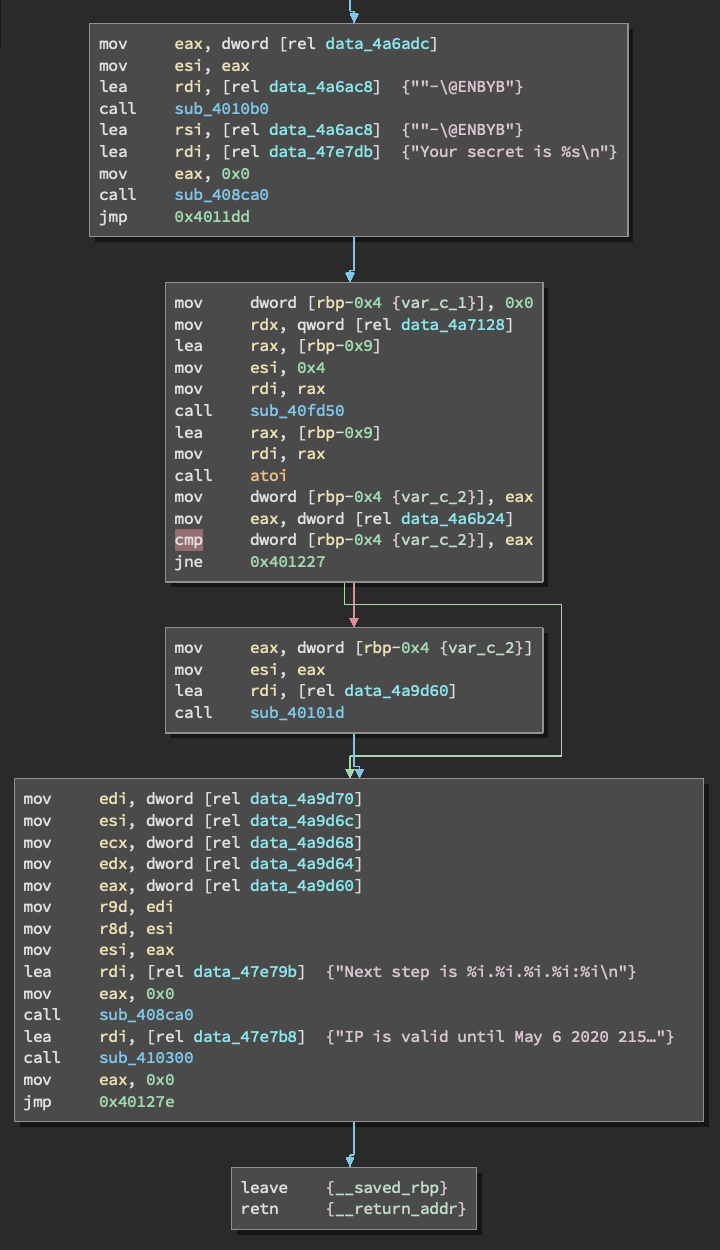 mov eax, dword [rel data_4a6adc]
mov esi, eax
lea rdi, [rel data_4a6ac8] {""-\@ENBYB"}
call sub_4010b0
lea rsi, [rel data_4a6ac8] {""-\@ENBYB"}
lea rdi, [rel data_47e7db] {"Your secret is %s\n"}
mov eax, 0x0
call sub_408ca0
jmp 0x4011dd
mov dword [rbp-0x4 {var_c_1}], 0x0
mov rdx, qword [rel data_4a7128]
lea rax, [rbp-0x9]
mov esi, 0x4
mov rdi, rax
call sub_40fd50
lea rax, [rbp-0x9]
mov rdi, rax
call atoi
mov dword [rbp-0x4 {var_c_2}], eax
mov eax, dword [rel data_4a6b24]
cmp dword [rbp-0x4 {var_c_2}], eax
jne 0x401227
mov eax, dword [rbp-0x4 {var_c_2}]
mov esi, eax
lea rdi, [rel data_4a9d60]
call sub_40101d
mov edi, dword [rel data_4a9d70]
mov esi, dword [rel data_4a9d6c]
mov ecx, dword [rel data_4a9d68]
mov edx, dword [rel data_4a9d64]
mov eax, dword [rel data_4a9d60]
mov r9d, edi
mov r8d, esi
mov esi, eax
lea rdi, [rel data_47e79b] {"Next step is %i.%i.%i.%i:%i\n"}
mov eax, 0x0
call sub_408ca0
lea rdi, [rel data_47e7b8] {"IP is valid until May 6 2020 215…"}
call sub_410300
mov eax, 0x0
jmp 0x40127e
leave {__saved_rbp}
retn {__return_addr}